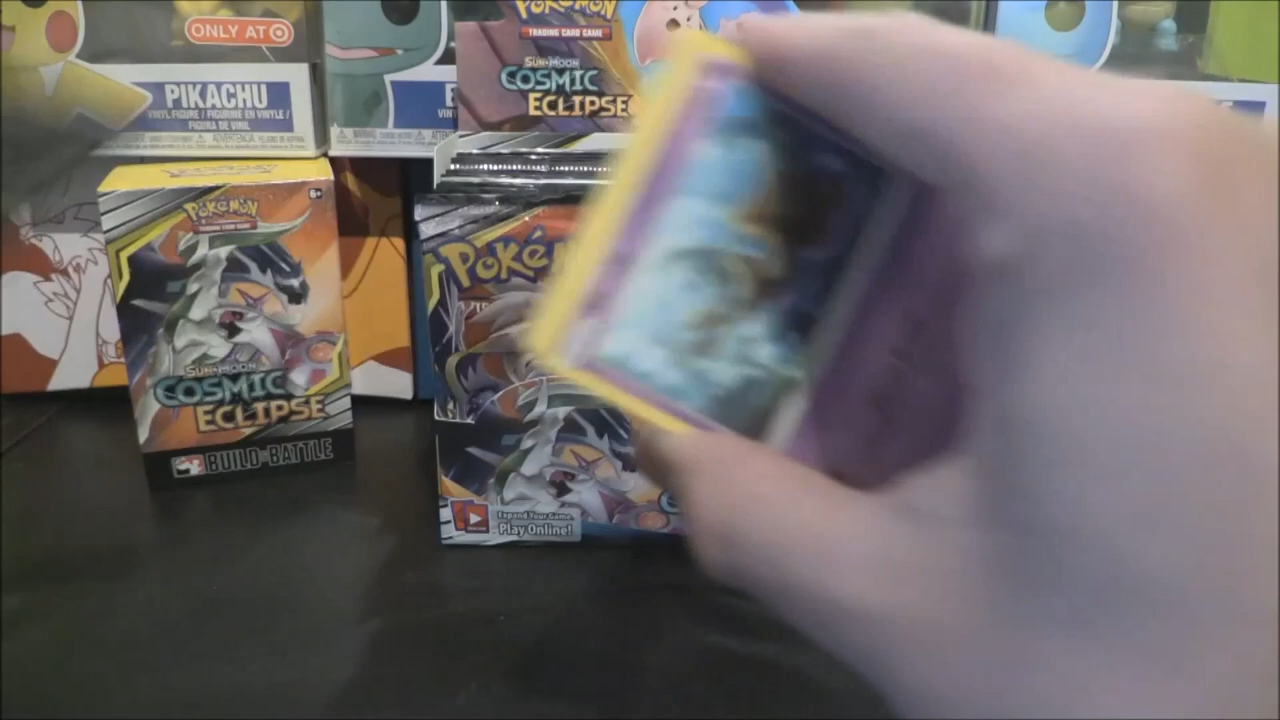 ONLY AT
PIKACHU
VINYL FIGURE / FIGURINE EN VINYLE /
FIGURA DE VINIL
POKÉMON
TRADING CARD GAME
SUN & MOON
COSMIC
ECLIPSE
POKÉMON
TRADING CARD GAME
6+
SUN & MOON
COSMIC
ECLIPSE
BUILD & BATTLE
Poké
Expand Your Game.
Play Online!